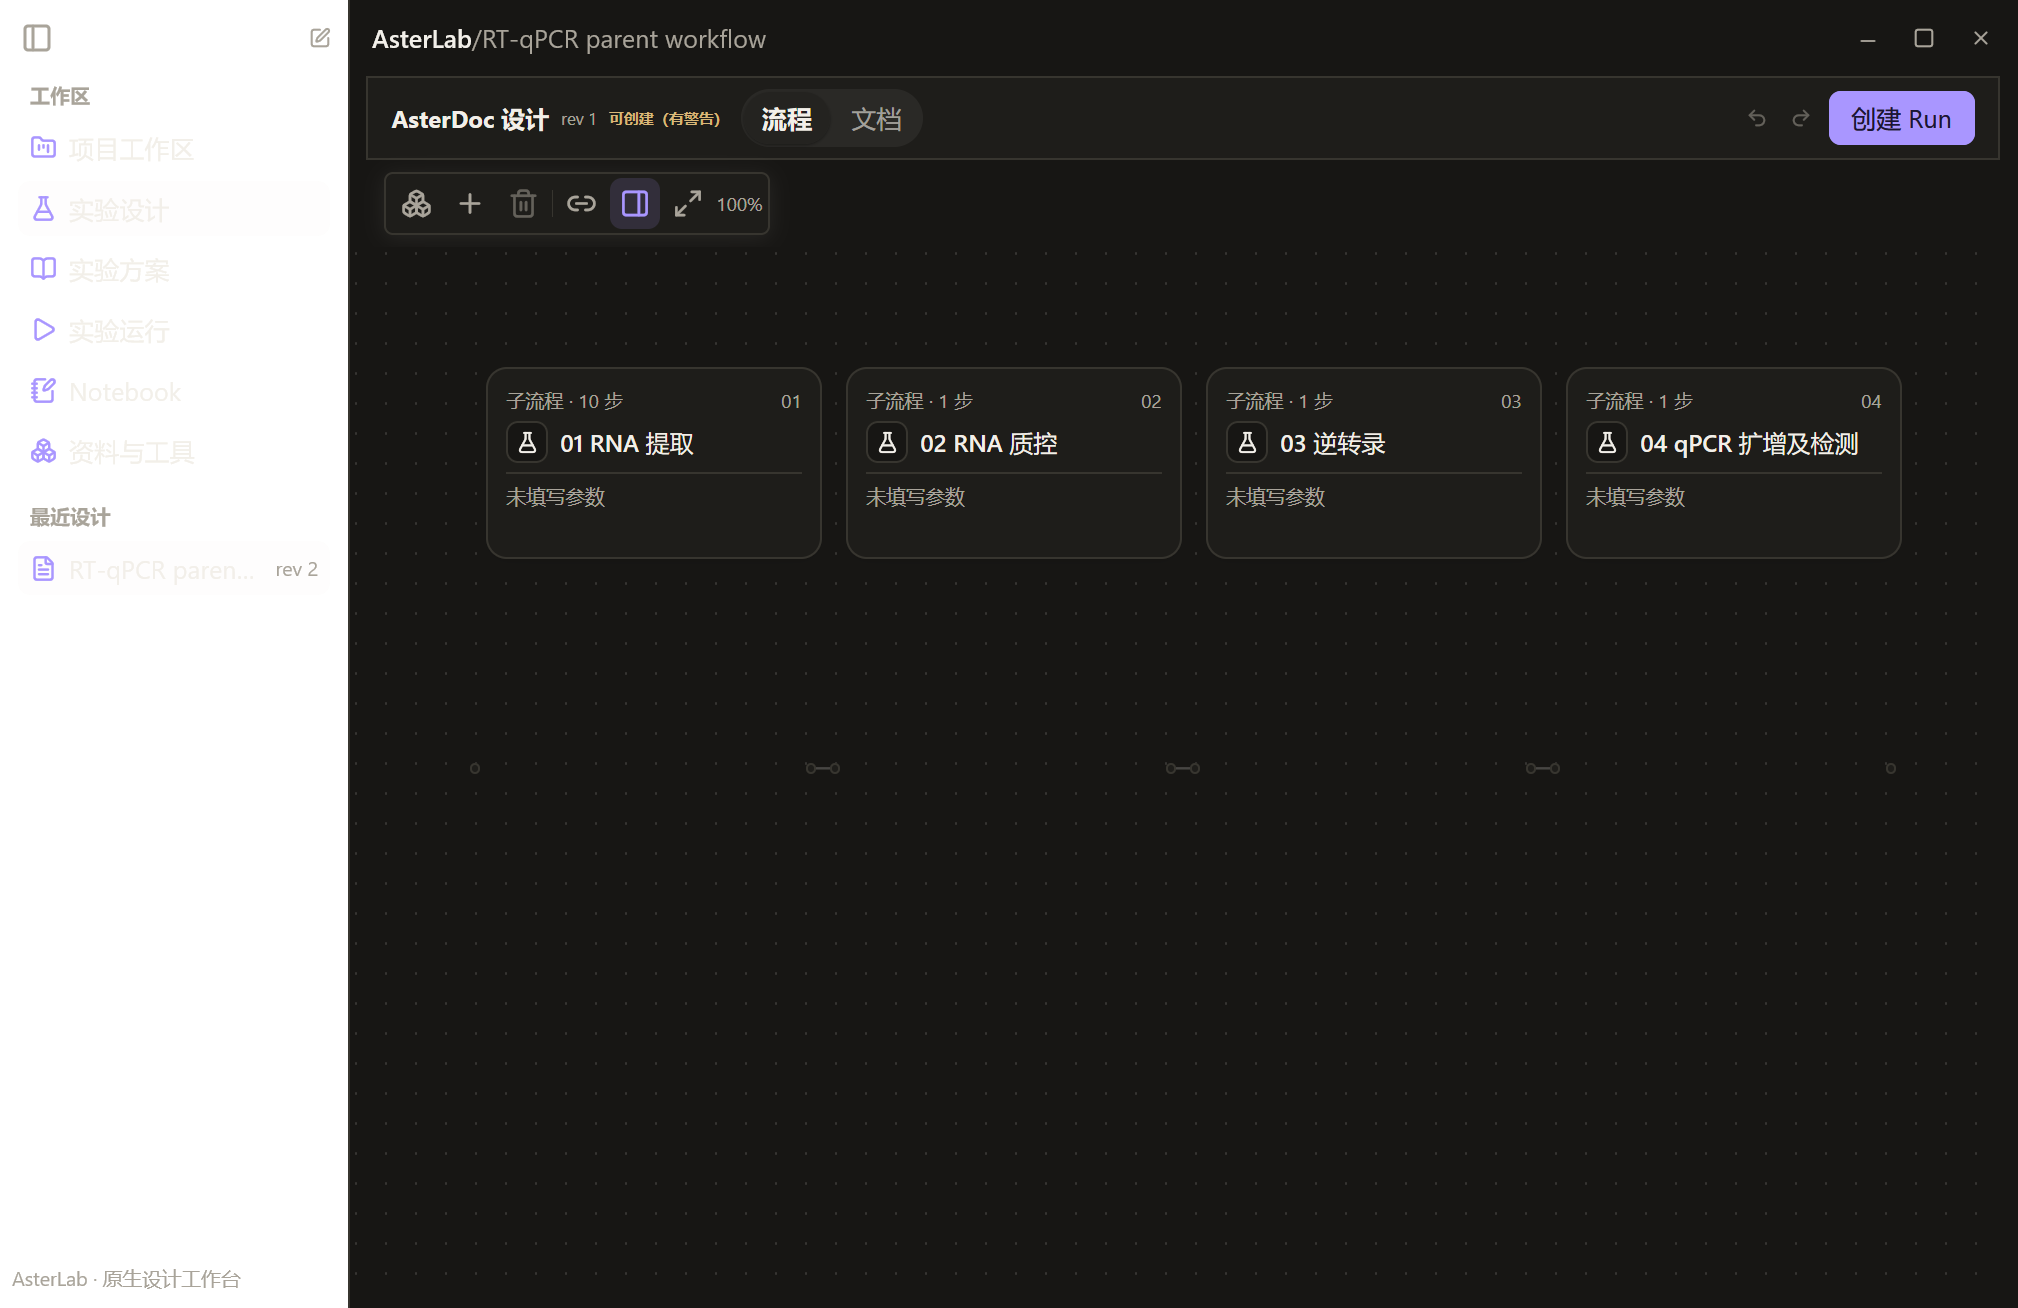 工作区
项目工作区
实验设计
实验方案
实验运行
Notebook
资料与工具
最近设计
RT-qPCR paren... rev 2
AsterLab · 原生设计工作台
AsterLab/RT-qPCR parent workflow
AsterDoc 设计 rev 1 可创建（有警告） 流程 文档 创建 Run
100%
子流程 · 10 步 01
01 RNA 提取
未填写参数
子流程 · 1 步 02
02 RNA 质控
未填写参数
子流程 · 1 步 03
03 逆转录
未填写参数
子流程 · 1 步 04
04 qPCR 扩增及检测
未填写参数